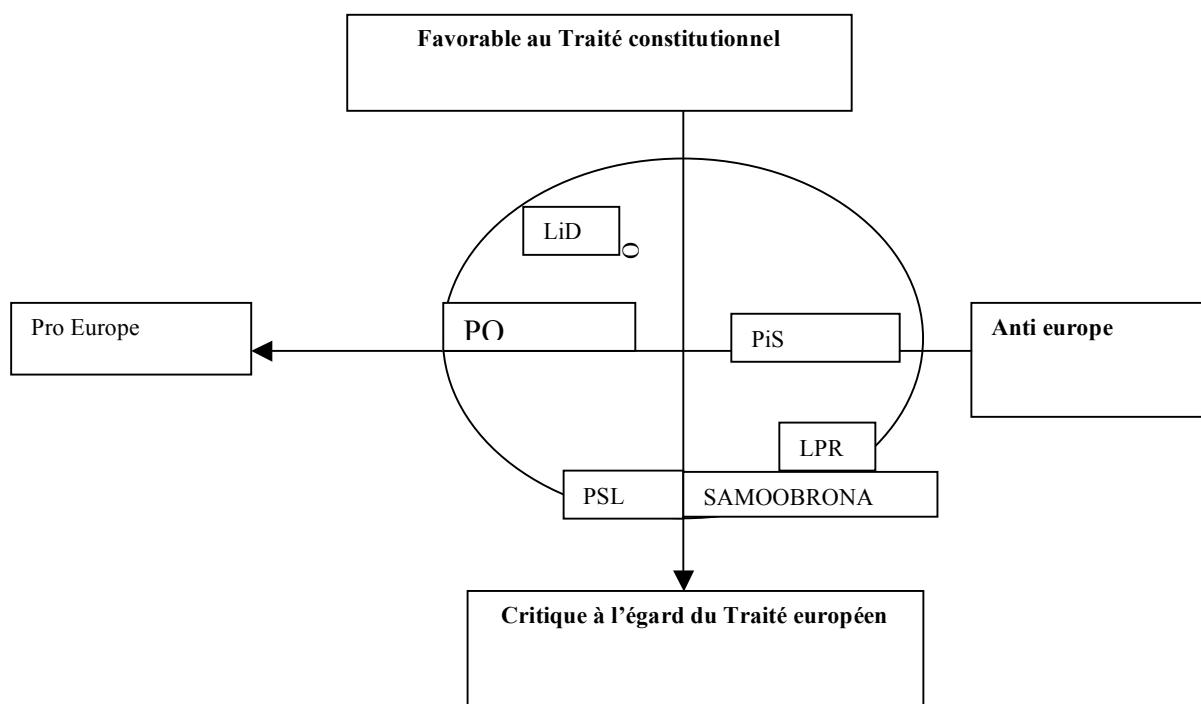 Favorable au Traité constitutionnel
LiD
O
Pro Europe
PO
PiS
Anti europe
LPR
PSL
SAMOOBRONA
Critique à l’égard du Traité européen